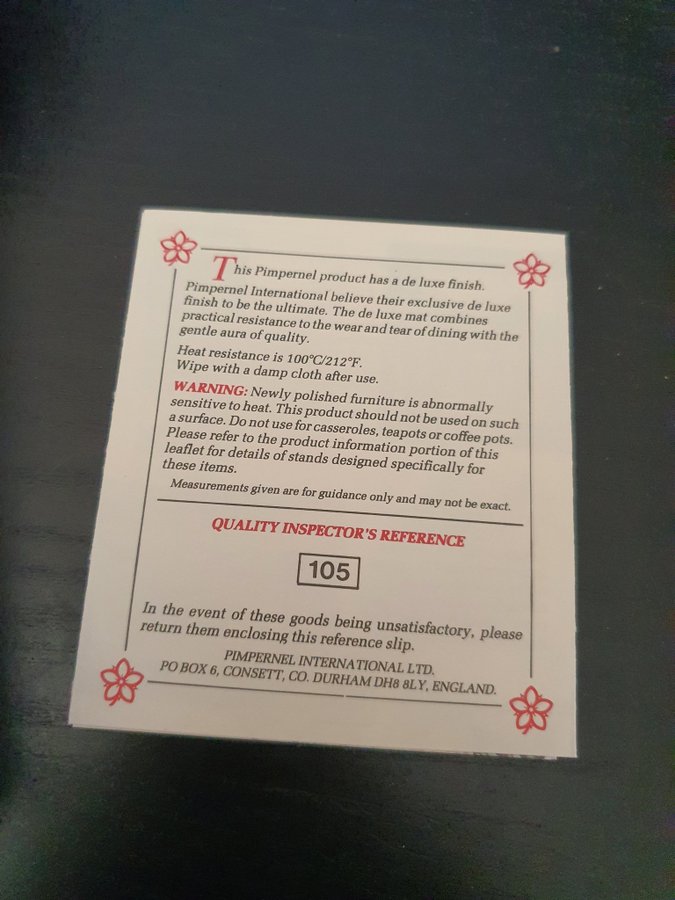 This Pimpernel product has a de luxe finish.
Pimpernel International believe their exclusive de luxe
finish to be the ultimate. The de luxe mat combines
practical resistance to the wear and tear of dining with the
gentle aura of quality.
Heat resistance is 100°C/212°F.
Wipe with a damp cloth after use.
WARNING: Newly polished furniture is abnormally
sensitive to heat. This product should not be used on such
a surface. Do not use for casseroles, teapots or coffee pots.
Please refer to the product information portion of this
leaflet for details of stands designed specifically for
these items.
Measurements given are for guidance only and may not be exact.
QUALITY INSPECTOR'S REFERENCE
105
In the event of these goods being unsatisfactory, please
return them enclosing this reference slip.
PIMPERNEL INTERNATIONAL LTD.
PO BOX 6, CONSETT, CO. DURHAM DH8 8LY, ENGLAND.